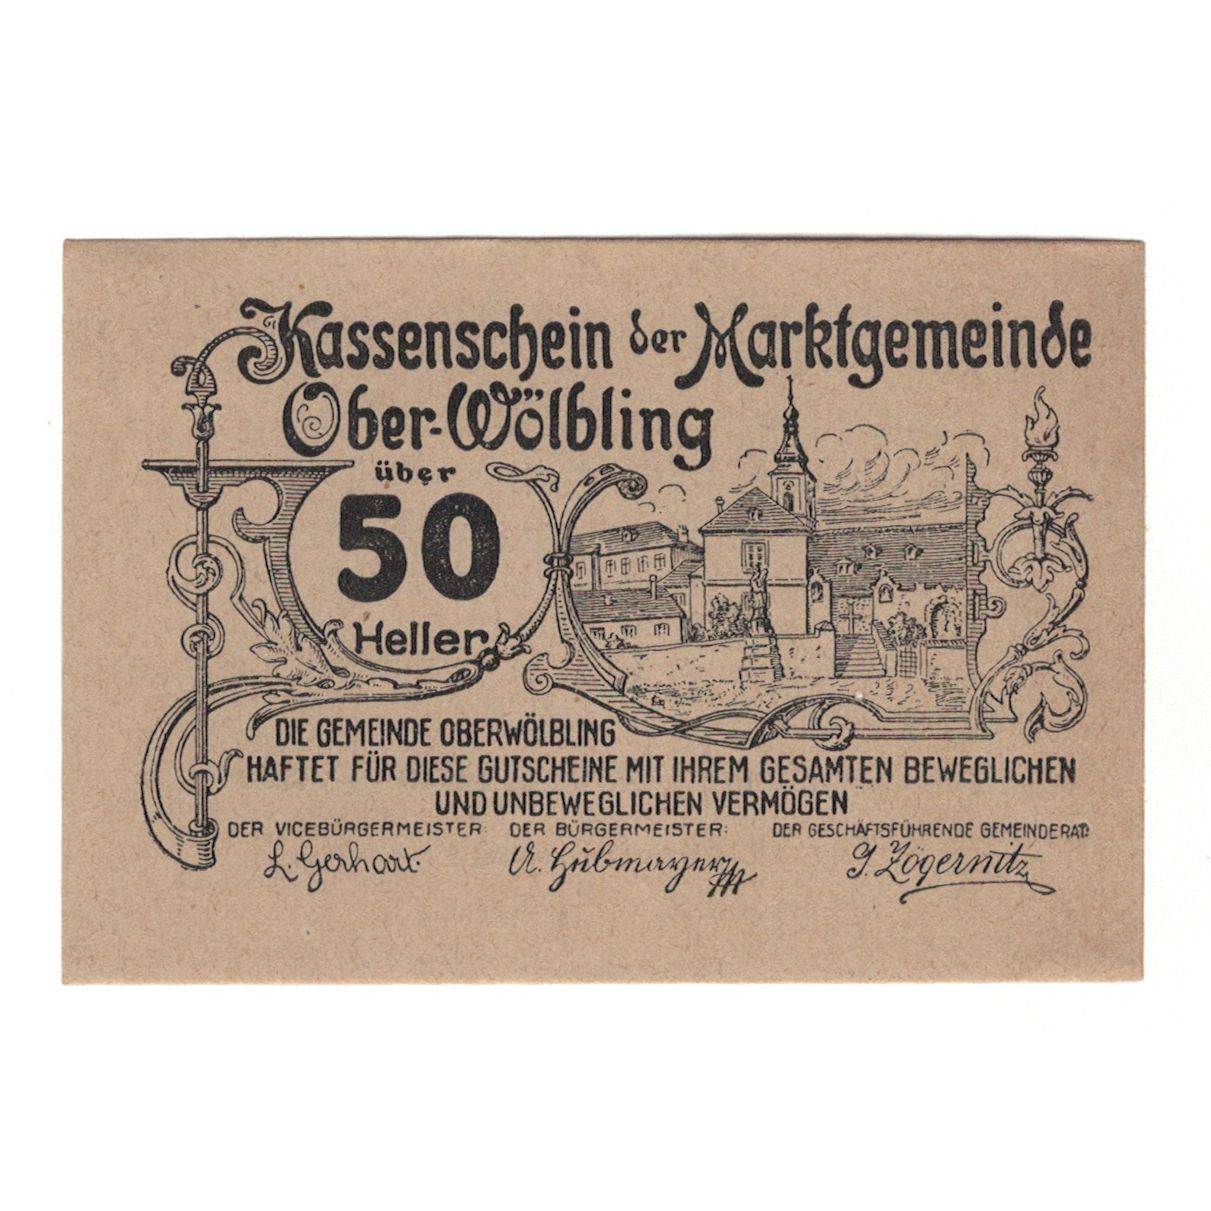 Kassenschein der Marktgemeinde
Ober-Wölbling
über
50
Heller
DIE GEMEINDE OBERWÖLBLING
HAFTET FÜR DIESE GUTSCHEINE MIT IHREM GESAMTEN BEWEGLICHEN
UND UNBEWEGLICHEN VERMÖGEN
DER VICEBÜRGERMEISTER: DER BÜRGERMEISTER: DER GESCHÄFTSFÜHRENDE GEMEINDERAT:
L. Gerhart. A. Hubmayer J. Zögernitz